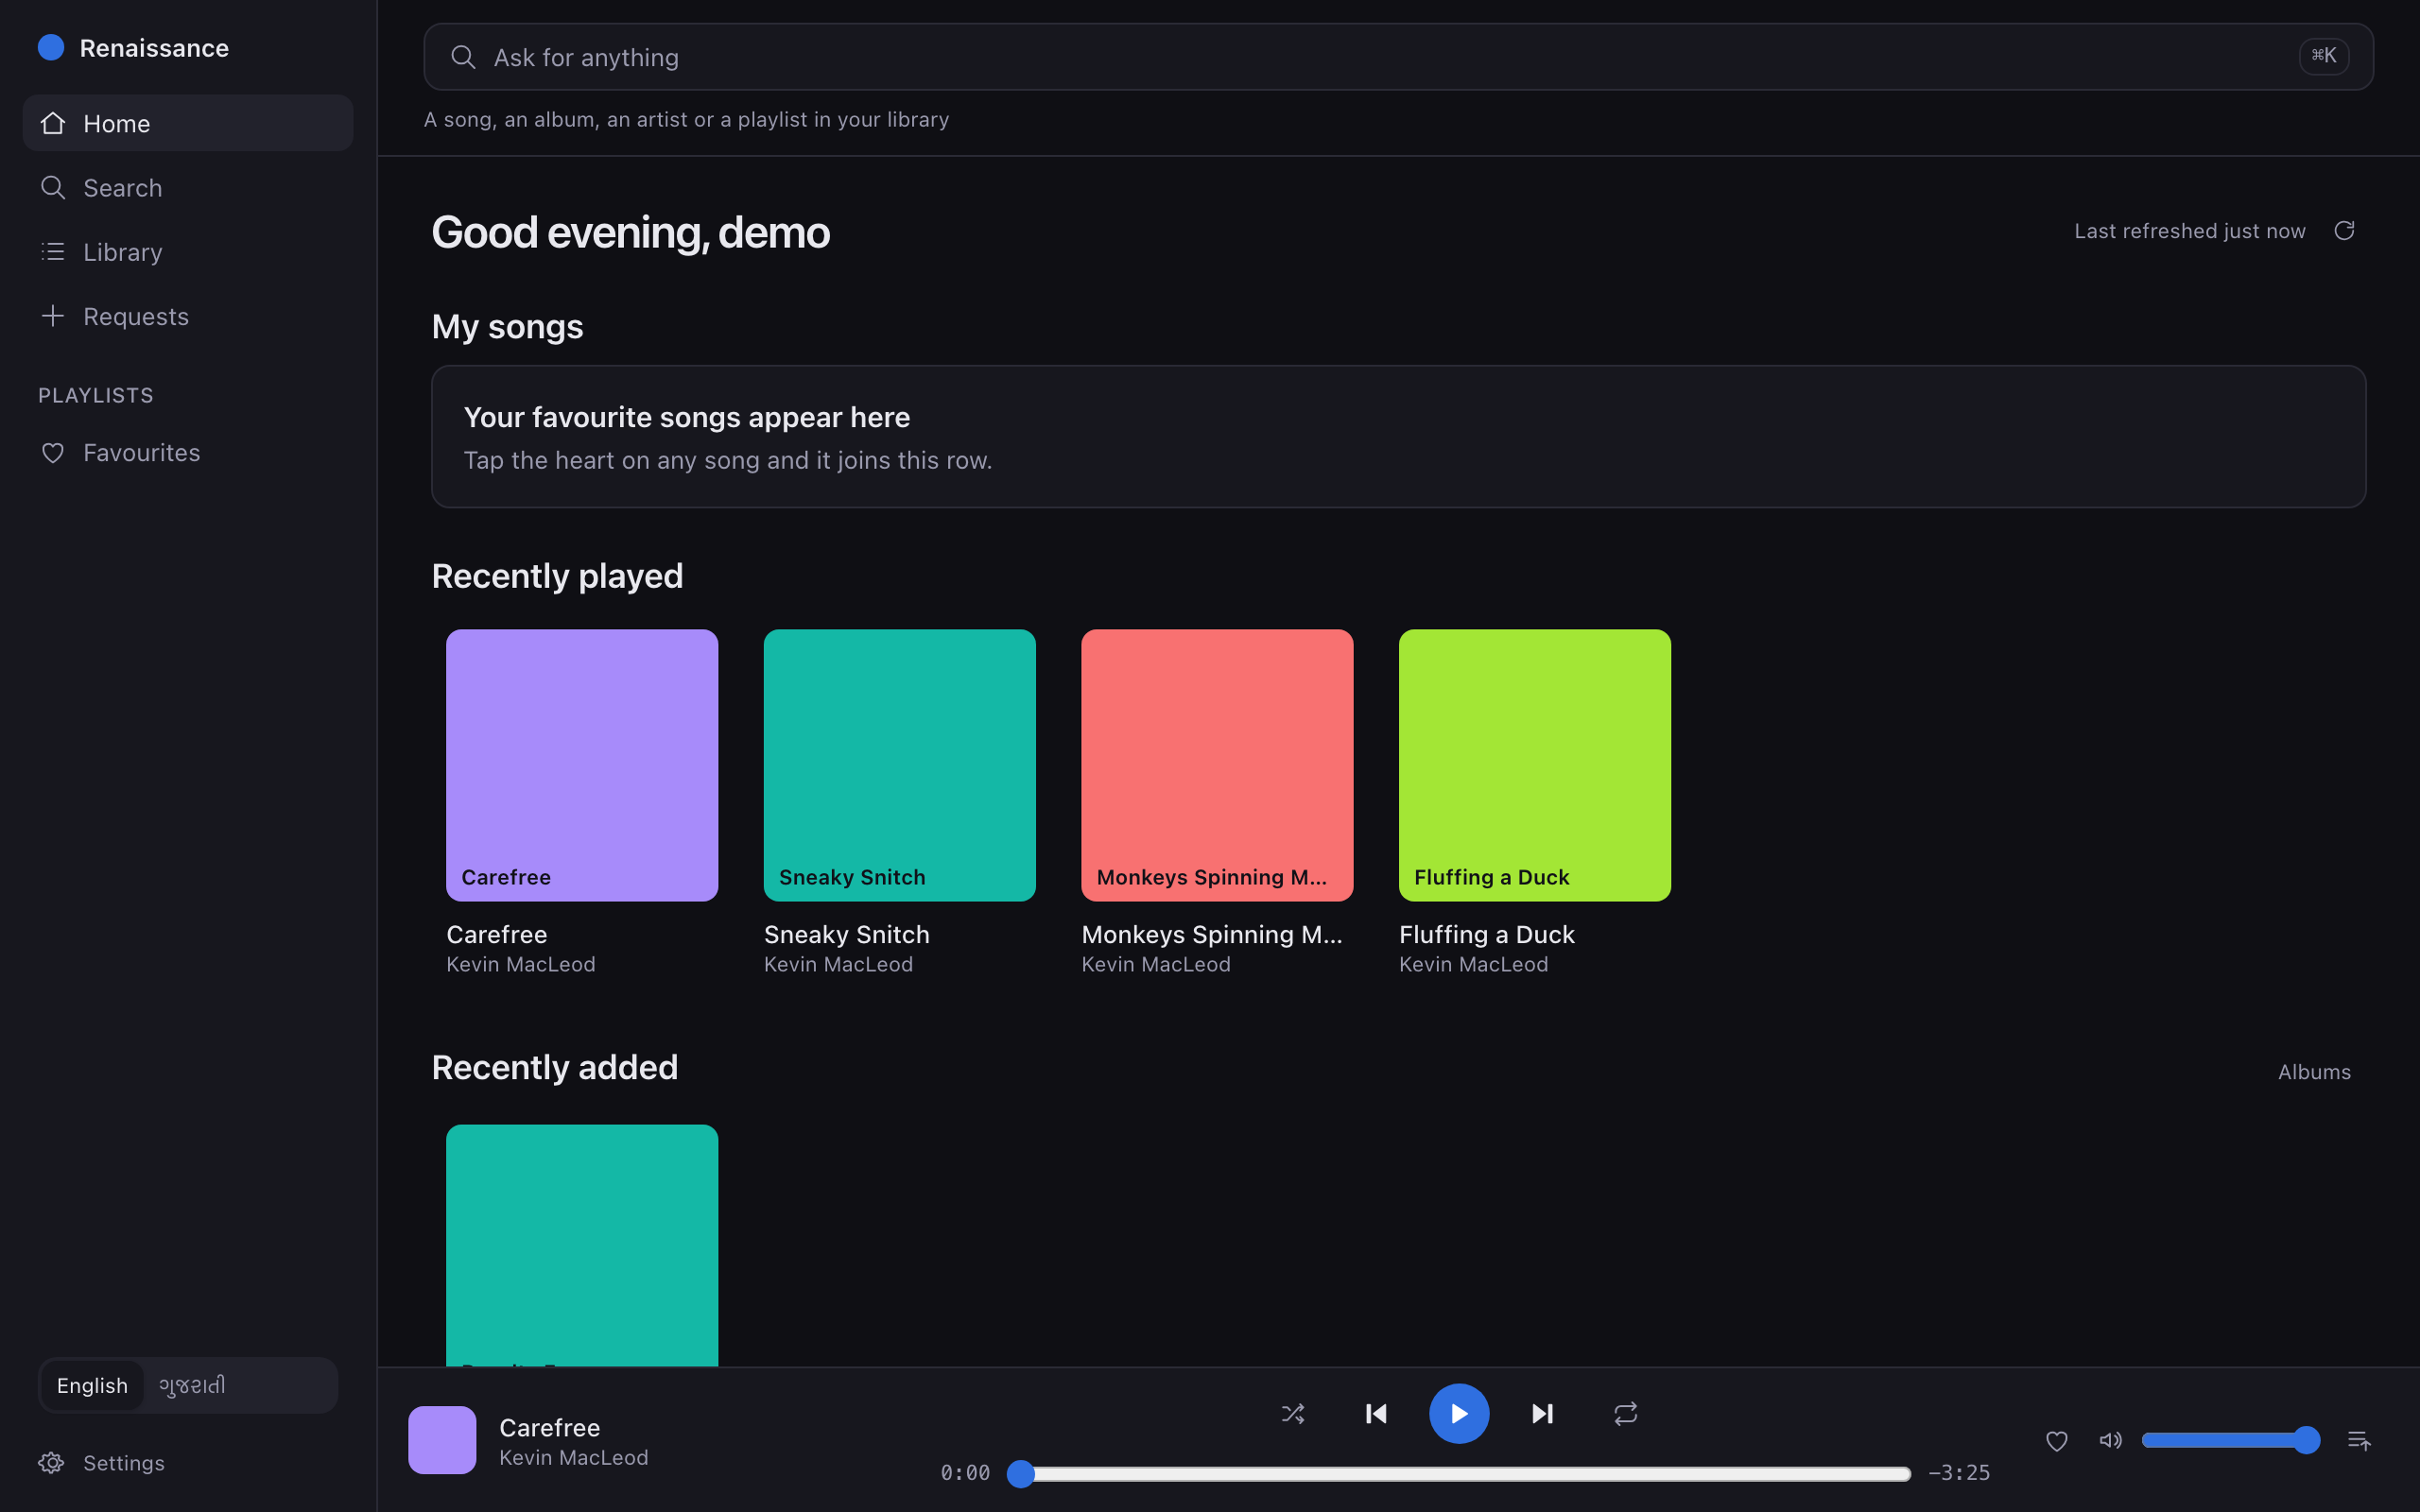 Renaissance
Home
Search
Library
Requests
PLAYLISTS
Favourites
English
ગુજરાતી
Settings
Ask for anything
⌘K
A song, an album, an artist or a playlist in your library
Good evening, demo
Last refreshed just now
My songs
Your favourite songs appear here
Tap the heart on any song and it joins this row.
Recently played
Carefree
Sneaky Snitch
Monkeys Spinning M...
Fluffing a Duck
Carefree
Sneaky Snitch
Monkeys Spinning M...
Fluffing a Duck
Kevin MacLeod
Kevin MacLeod
Kevin MacLeod
Kevin MacLeod
Recently added
Albums
Carefree
Kevin MacLeod
0:00
−3:25